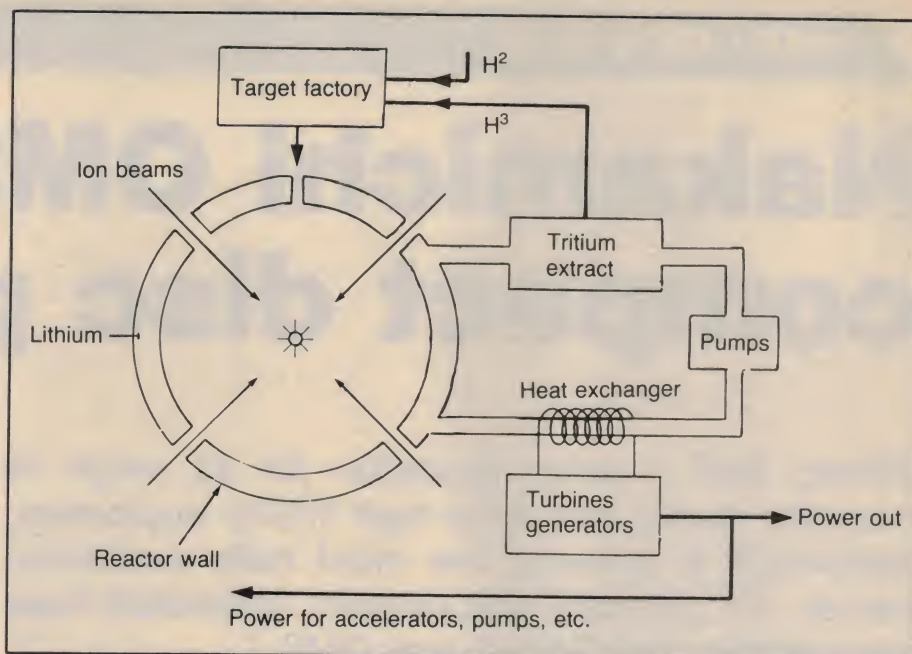 H²
Target factory
H³
Ion beams
Tritium
extract
Lithium
Pumps
Heat exchanger
Turbines
generators
Power out
Reactor wall
Power for accelerators, pumps, etc.